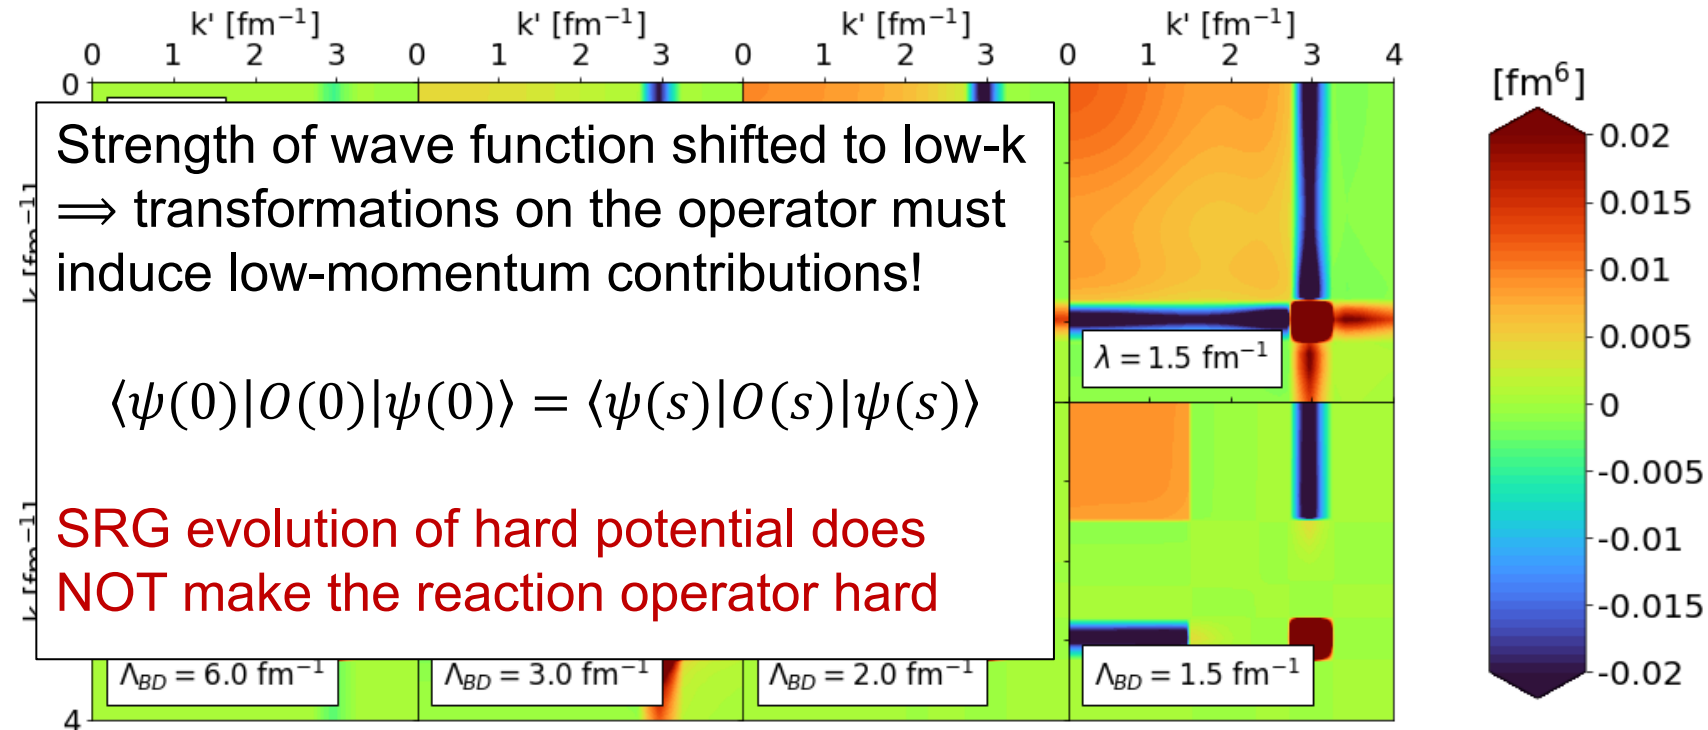 k' [fm⁻¹] k' [fm⁻¹] k' [fm⁻¹] k' [fm⁻¹]
0 1 2 3 0 1 2 3 0 1 2 3 0 1 2 3 4
0
[fm⁶]
Strength of wave function shifted to low-k
⟹ transformations on the operator must
induce low-momentum contributions!
⟨ψ(0)|O(0)|ψ(0)⟩ = ⟨ψ(s)|O(s)|ψ(s)⟩
SRG evolution of hard potential does
NOT make the reaction operator hard
λ = 1.5 fm⁻¹
Λ_BD = 6.0 fm⁻¹ Λ_BD = 3.0 fm⁻¹ Λ_BD = 2.0 fm⁻¹ Λ_BD = 1.5 fm⁻¹
4
0.02
0.015
0.01
0.005
0
-0.005
-0.01
-0.015
-0.02